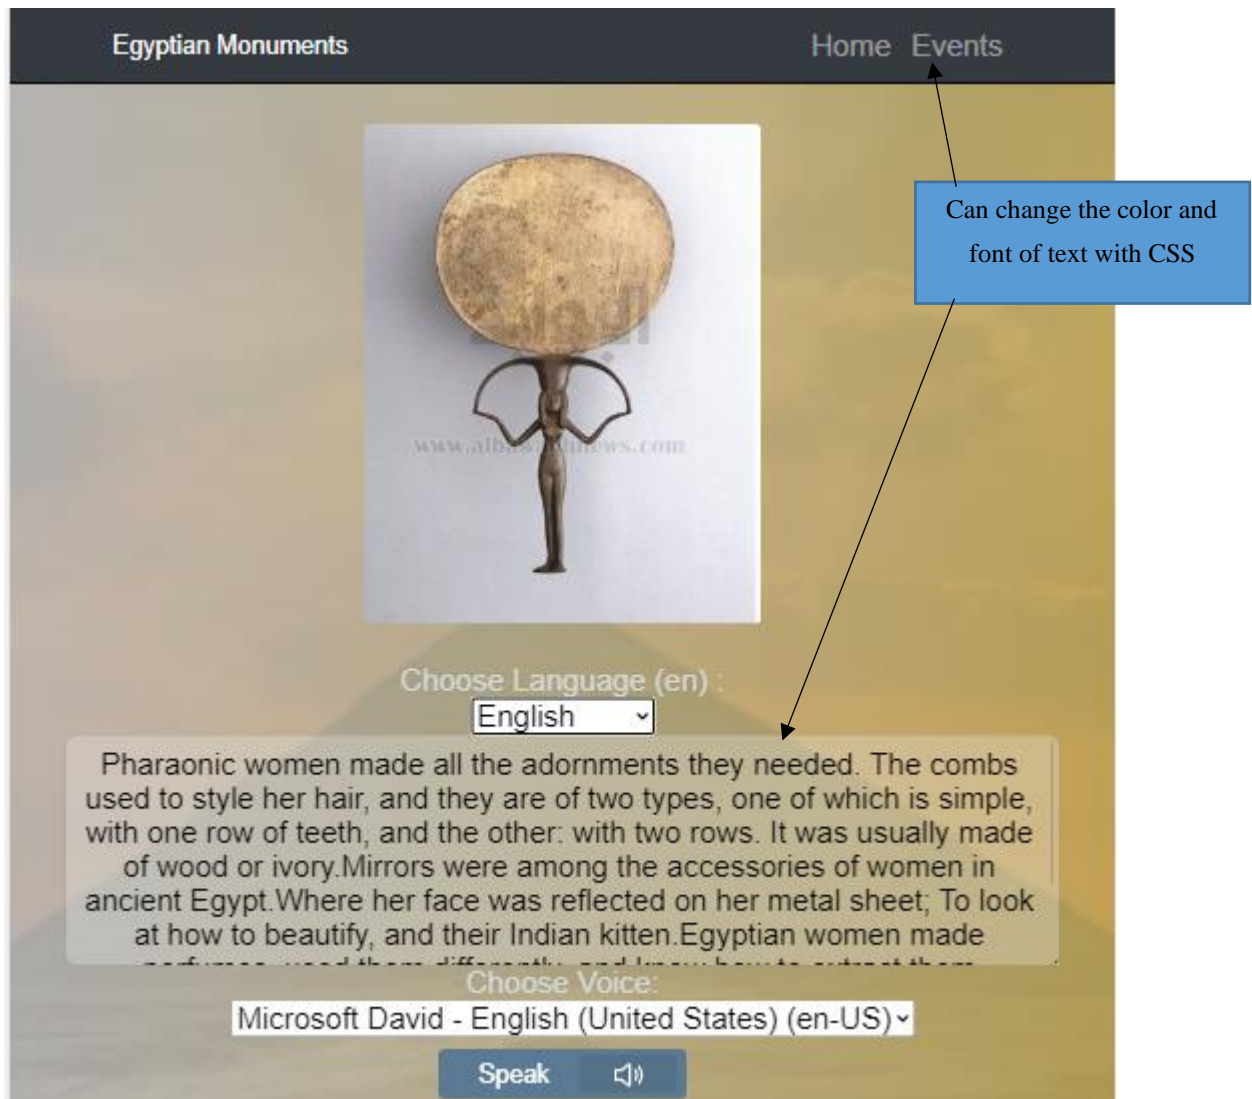 Egyptian Monuments
Home Events
Can change the color and
font of text with CSS
Choose Language (en) :
English
Pharaonic women made all the adornments they needed. The combs
used to style her hair, and they are of two types, one of which is simple,
with one row of teeth, and the other: with two rows. It was usually made
of wood or ivory.Mirrors were among the accessories of women in
ancient Egypt.Where her face was reflected on her metal sheet; To look
at how to beautify, and their Indian kitten.Egyptian women made
Choose Voice:
Microsoft David - English (United States) (en-US)
Speak